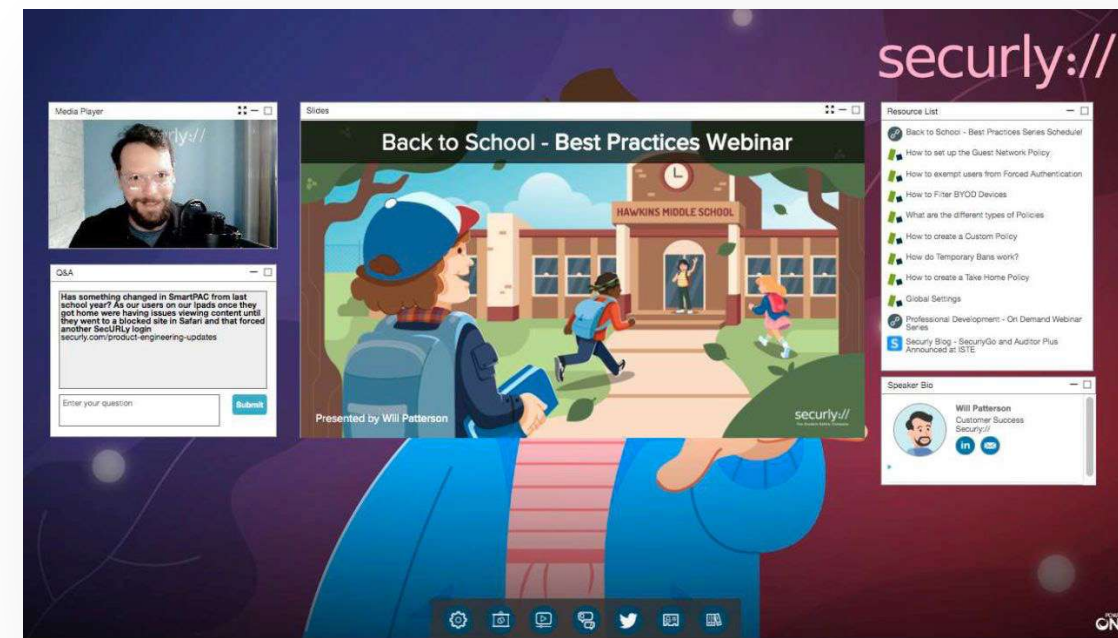 securly://
Media Player
Slides
Back to School - Best Practices Webinar
HAWKINS MIDDLE SCHOOL
Presented by Will Patterson
securly://
Q&A
Has something changed in SmartPAC from last
school year? As our users on our Ipads once they
got home were having issues viewing content until
they went to a blocked site in Safari and that forced
another SecURLy login
securly.com/product-engineering-updates
Enter your question
Submit
Resource List
Back to School - Best Practices Series Schedule!
How to set up the Guest Network Policy
How to exempt users from Forced Authentication
How to Filter BYOD Devices
What are the different types of Policies
How to create a Custom Policy
How do Temporary Bans work?
How to create a Take Home Policy
Global Settings
Professional Development - On Demand Webinar
Series
S
Securly Blog - SecurlyGo and Auditor Plus
Announced at ISTE
Speaker Bio
Will Patterson
Customer Success
Securly://
in